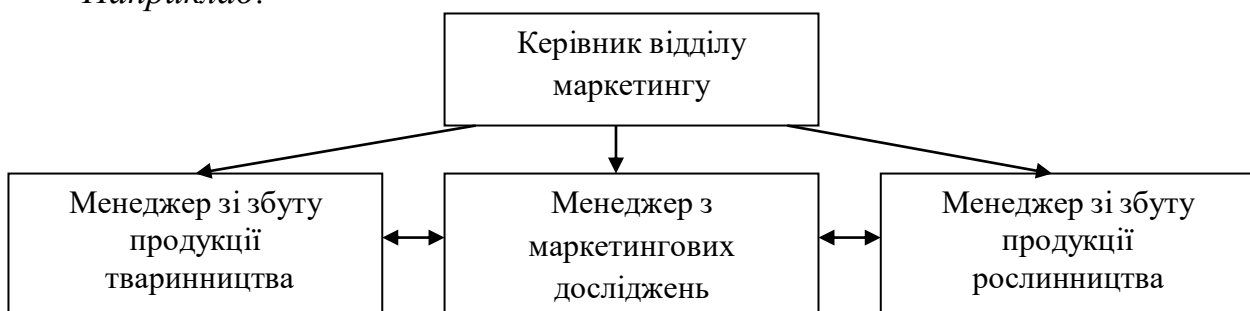 Наприклад:
Керівник відділу
маркетингу
Менеджер зі збуту
продукції
тваринництва
Менеджер з
маркетингових
досліджень
Менеджер зі збуту
продукції
рослинництва